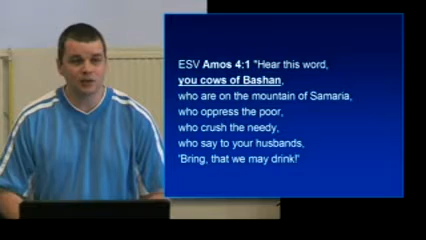 ESV Amos 4:1 "Hear this word,
you cows of Bashan,
who are on the mountain of Samaria,
who oppress the poor,
who crush the needy,
who say to your husbands,
'Bring, that we may drink!'